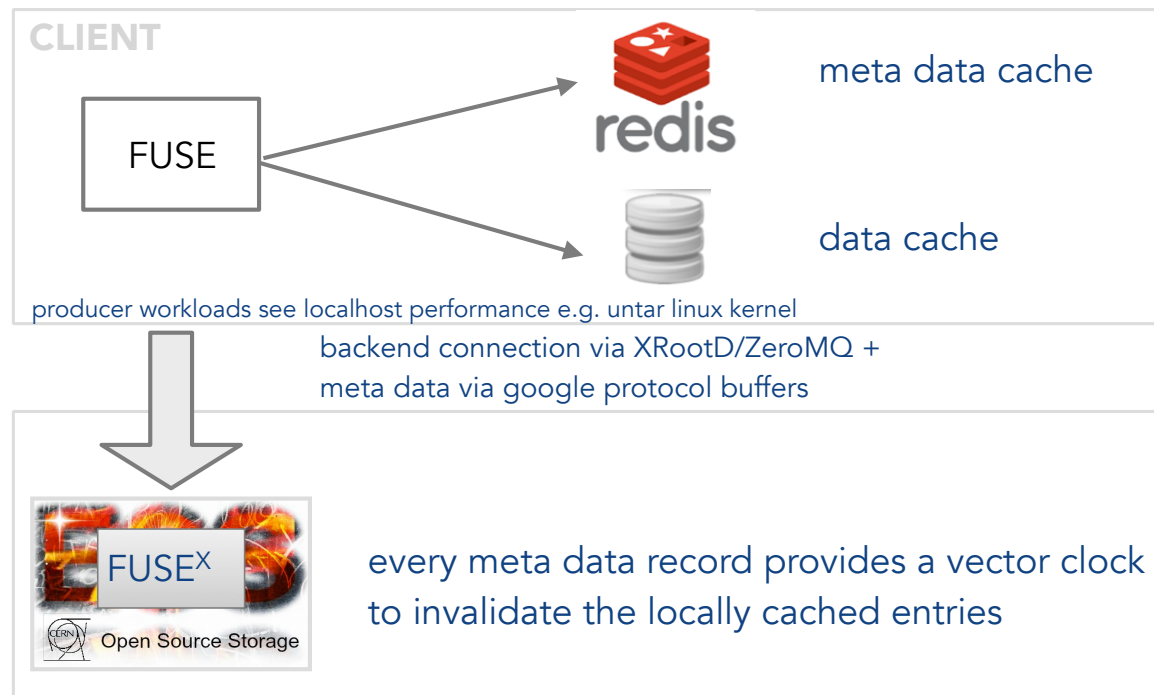 CLIENT
FUSE
redis
meta data cache
data cache
producer workloads see localhost performance e.g. untar linux kernel
backend connection via XRootD/ZeroMQ +
meta data via google protocol buffers
EOS
FUSEX
CERN
Open Source Storage
every meta data record provides a vector clock
to invalidate the locally cached entries